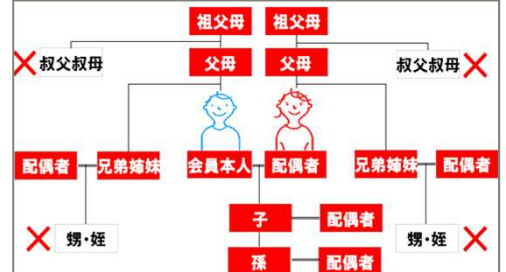 祖父母 祖父母
叔父叔母 父母 父母 叔父叔母
配偶者 兄弟姉妹 会員本人 配偶者 兄弟姉妹 配偶者
子 配偶者
甥・姪 甥・姪
孫 配偶者